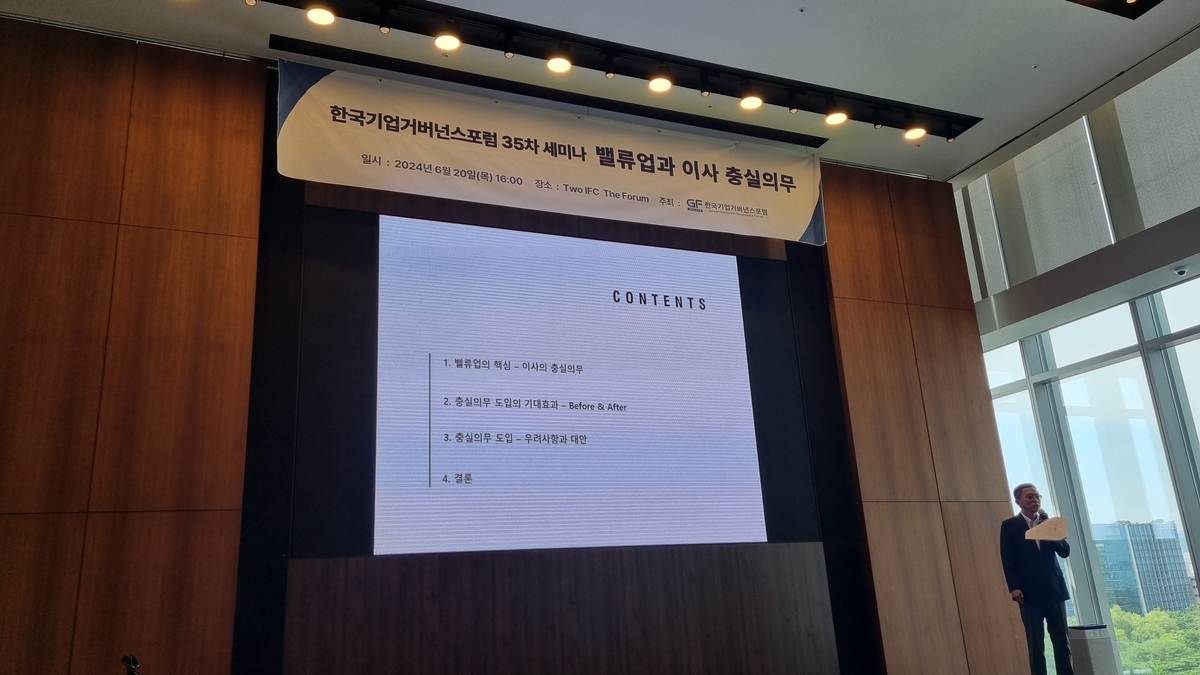 한국기업거버넌스포럼 35차 세미나 밸류업과 이사 충실의무
일시 : 2024년 6월 20일(목) 16:00 장소 : Two IFC The Forum 주최 : GF 한국기업거버넌스포럼
CONTENTS
1. 밸류업의 핵심 – 이사의 충실의무
2. 충실의무 도입의 기대효과 – Before & After
3. 충실의무 도입 – 우려사항과 대안
4. 결론